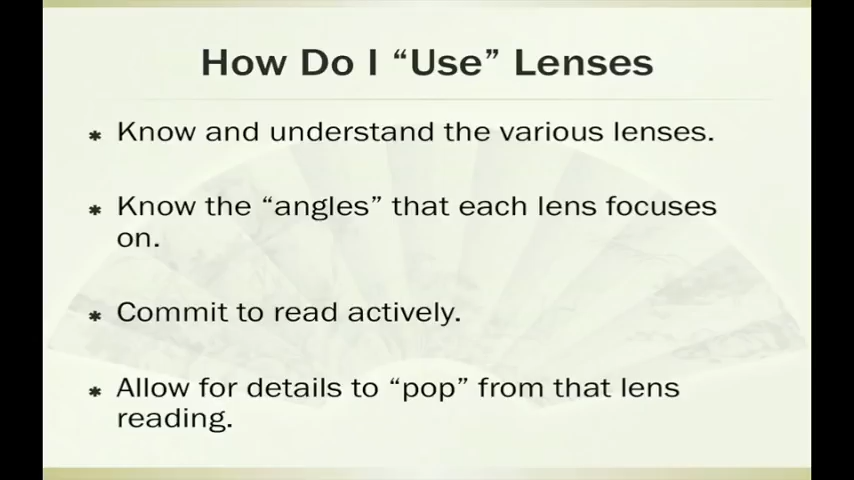 How Do I “Use” Lenses
* Know and understand the various lenses.
* Know the “angles” that each lens focuses
on.
* Commit to read actively.
* Allow for details to “pop” from that lens
reading.